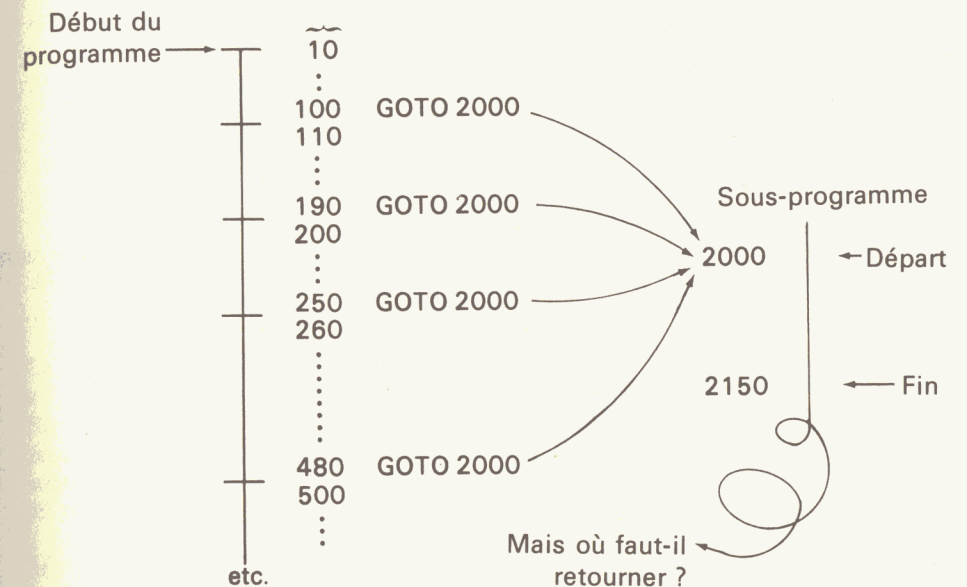 Début du
programme
10
100 GOTO 2000
110
190 GOTO 2000
200
250 GOTO 2000
260
480 GOTO 2000
500
etc.
Sous-programme
2000 Départ
2150 Fin
Mais où faut-il
retourner ?